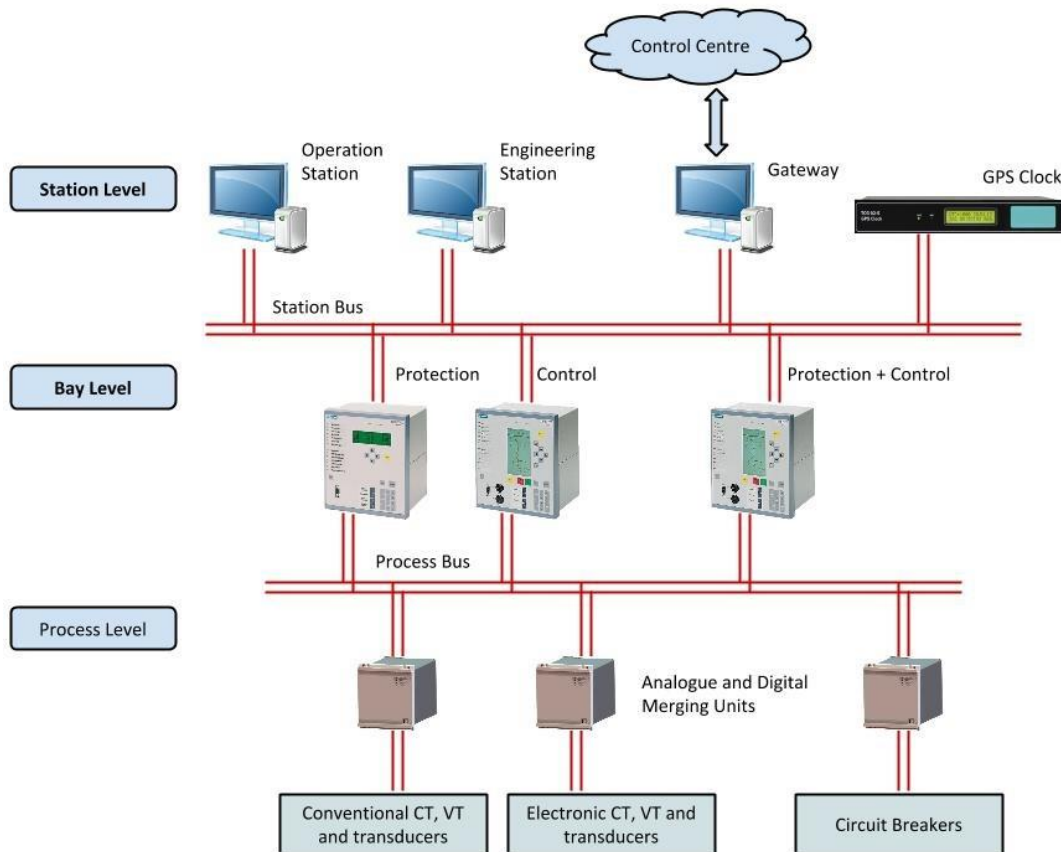 Control Centre
Operation
Station
Engineering
Station
Gateway
GPS Clock
Station Level
GPS Clock
Station Bus
Bay Level
Protection
Control
Protection + Control
Process Bus
Process Level
Analogue and Digital
Merging Units
Conventional CT, VT
and transducers
Electronic CT, VT and
transducers
Circuit Breakers